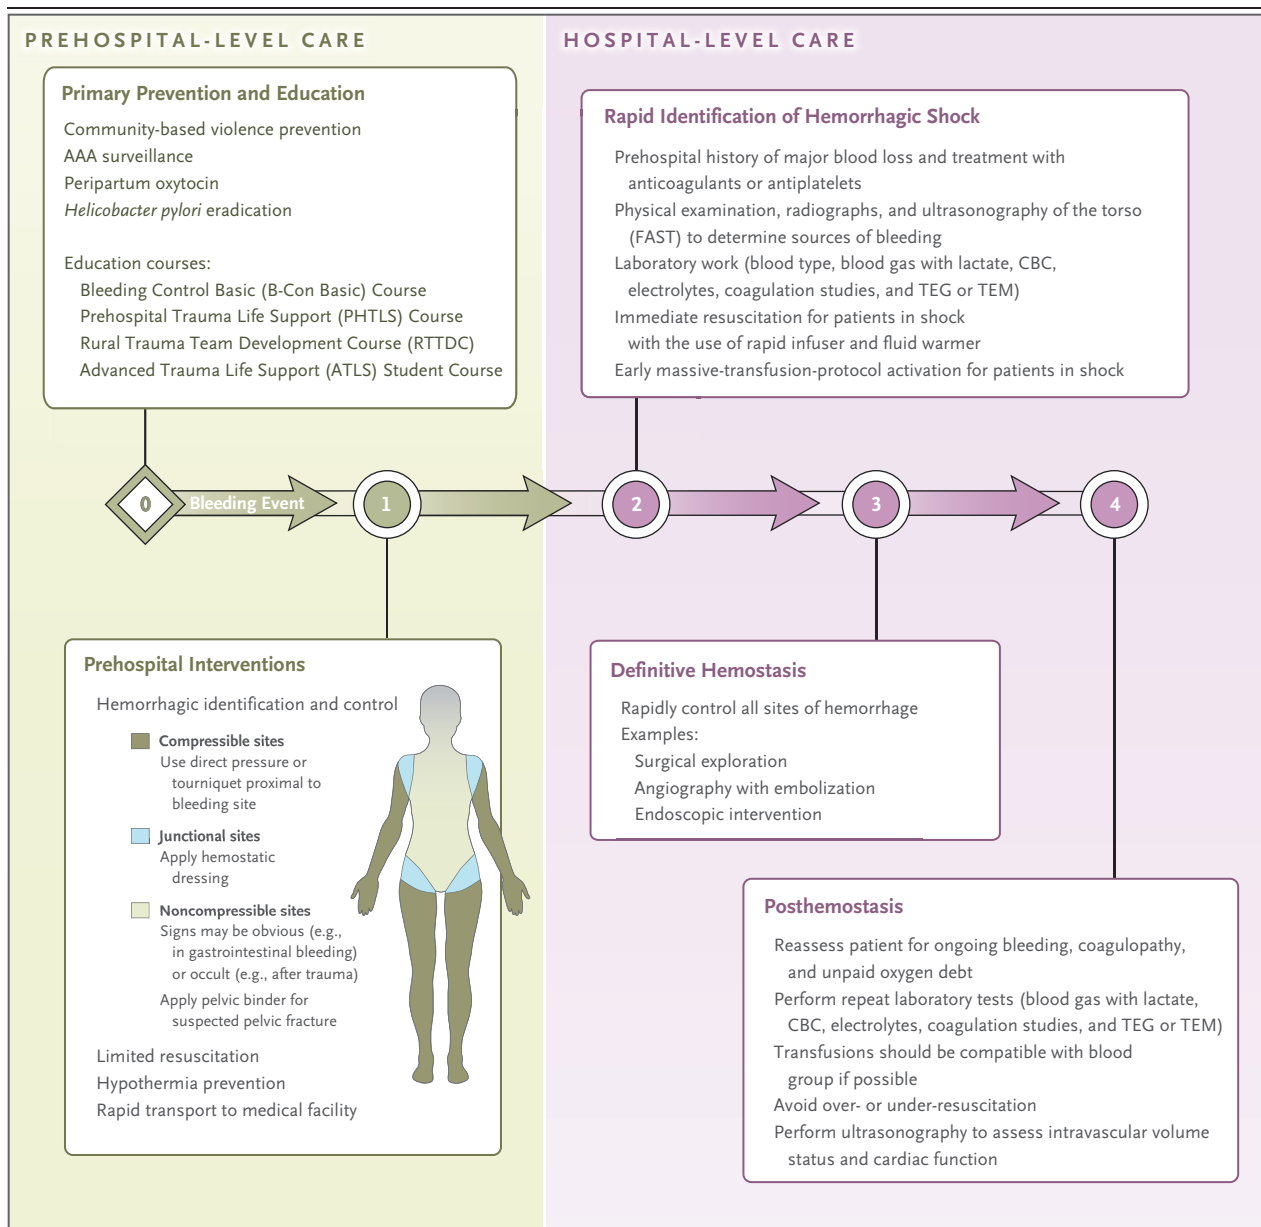 PREHOSPITAL-LEVEL CARE
Primary Prevention and Education
Community-based violence prevention
AAA surveillance
Peripartum oxytocin
Helicobacter pylori eradication
Education courses:
Bleeding Control Basic (B-Con Basic) Course
Prehospital Trauma Life Support (PHTLS) Course
Rural Trauma Team Development Course (RTTDC)
Advanced Trauma Life Support (ATLS) Student Course
HOSPITAL-LEVEL CARE
Rapid Identification of Hemorrhagic Shock
Prehospital history of major blood loss and treatment with
anticoagulants or antiplatelets
Physical examination, radiographs, and ultrasonography of the torso
(FAST) to determine sources of bleeding
Laboratory work (blood type, blood gas with lactate, CBC,
electrolytes, coagulation studies, and TEG or TEM)
Immediate resuscitation for patients in shock
with the use of rapid infuser and fluid warmer
Early massive-transfusion-protocol activation for patients in shock
0
Bleeding Event
1
2
3
4
Prehospital Interventions
Hemorrhagic identification and control
Compressible sites
Use direct pressure or
tourniquet proximal to
bleeding site
Junctional sites
Apply hemostatic
dressing
Noncompressible sites
Signs may be obvious (e.g.,
in gastrointestinal bleeding)
or occult (e.g., after trauma)
Apply pelvic binder for
suspected pelvic fracture
Limited resuscitation
Hypothermia prevention
Rapid transport to medical facility
Definitive Hemostasis
Rapidly control all sites of hemorrhage
Examples:
Surgical exploration
Angiography with embolization
Endoscopic intervention
Posthemostasis
Reassess patient for ongoing bleeding, coagulopathy,
and unpaid oxygen debt
Perform repeat laboratory tests (blood gas with lactate,
CBC, electrolytes, coagulation studies, and TEG or TEM)
Transfusions should be compatible with blood
group if possible
Avoid over- or under-resuscitation
Perform ultrasonography to assess intravascular volume
status and cardiac function